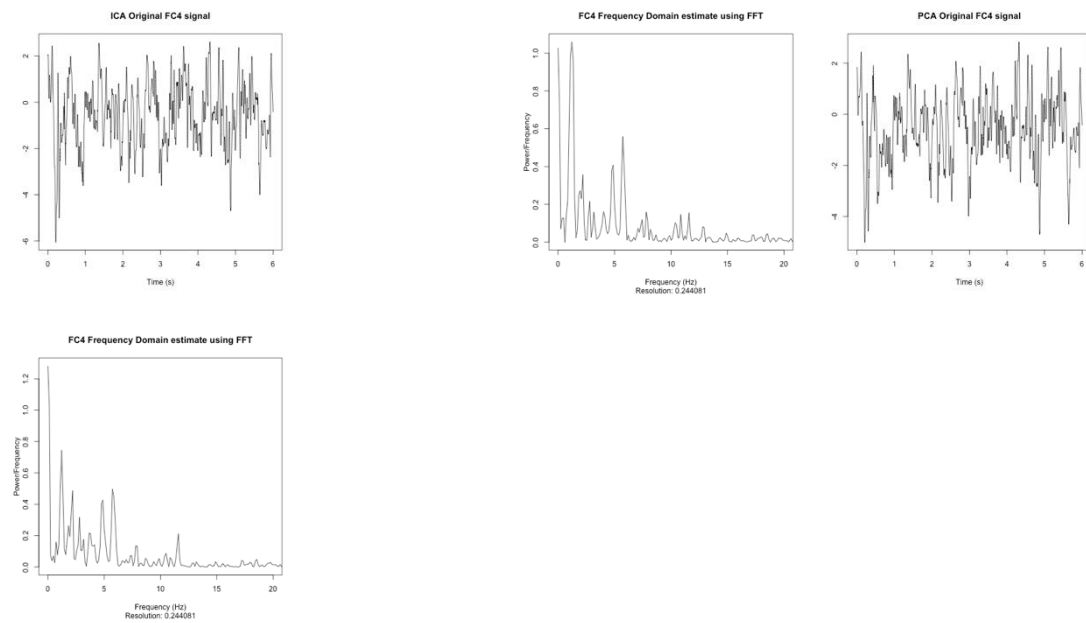 ICA Original FC4 signal
2
0
-2
-4
-6
0 1 2 3 4 5 6
Time (s)
FC4 Frequency Domain estimate using FFT
Power/Frequency
1.0
0.8
0.6
0.4
0.2
0.0
0 5 10 15 20
Frequency (Hz)
Resolution: 0.244081
PCA Original FC4 signal
2
0
-2
-4
0 1 2 3 4 5 6
Time (s)
FC4 Frequency Domain estimate using FFT
Power/Frequency
1.2
1.0
0.8
0.6
0.4
0.2
0.0
0 5 10 15 20
Frequency (Hz)
Resolution: 0.244081